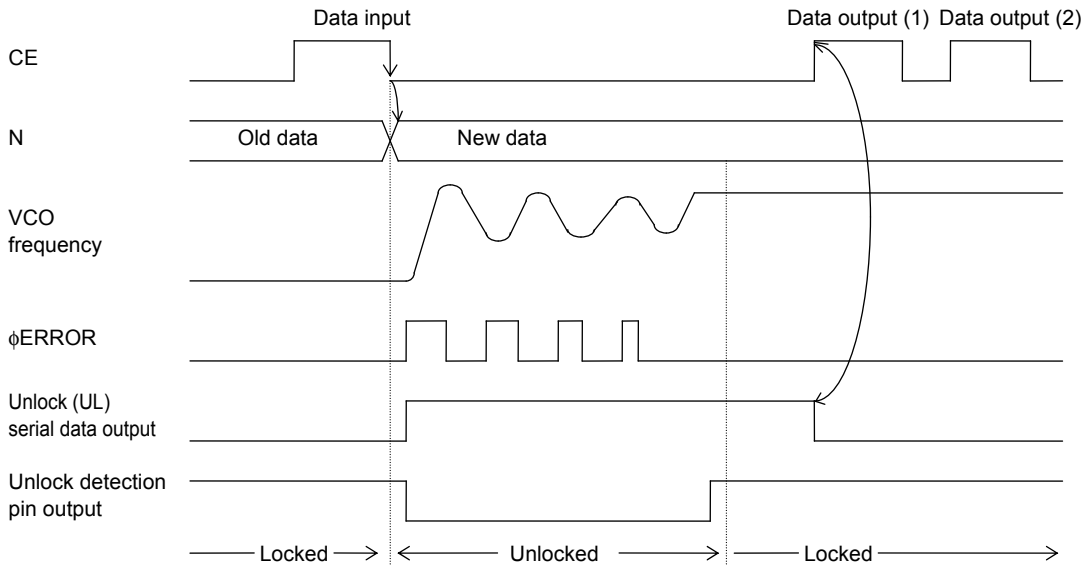 Data input
Data output (1)
Data output (2)
CE
N
Old data
New data
VCO
frequency
ϕERROR
Unlock (UL)
serial data output
Unlock detection
pin output
Locked
Unlocked
Locked